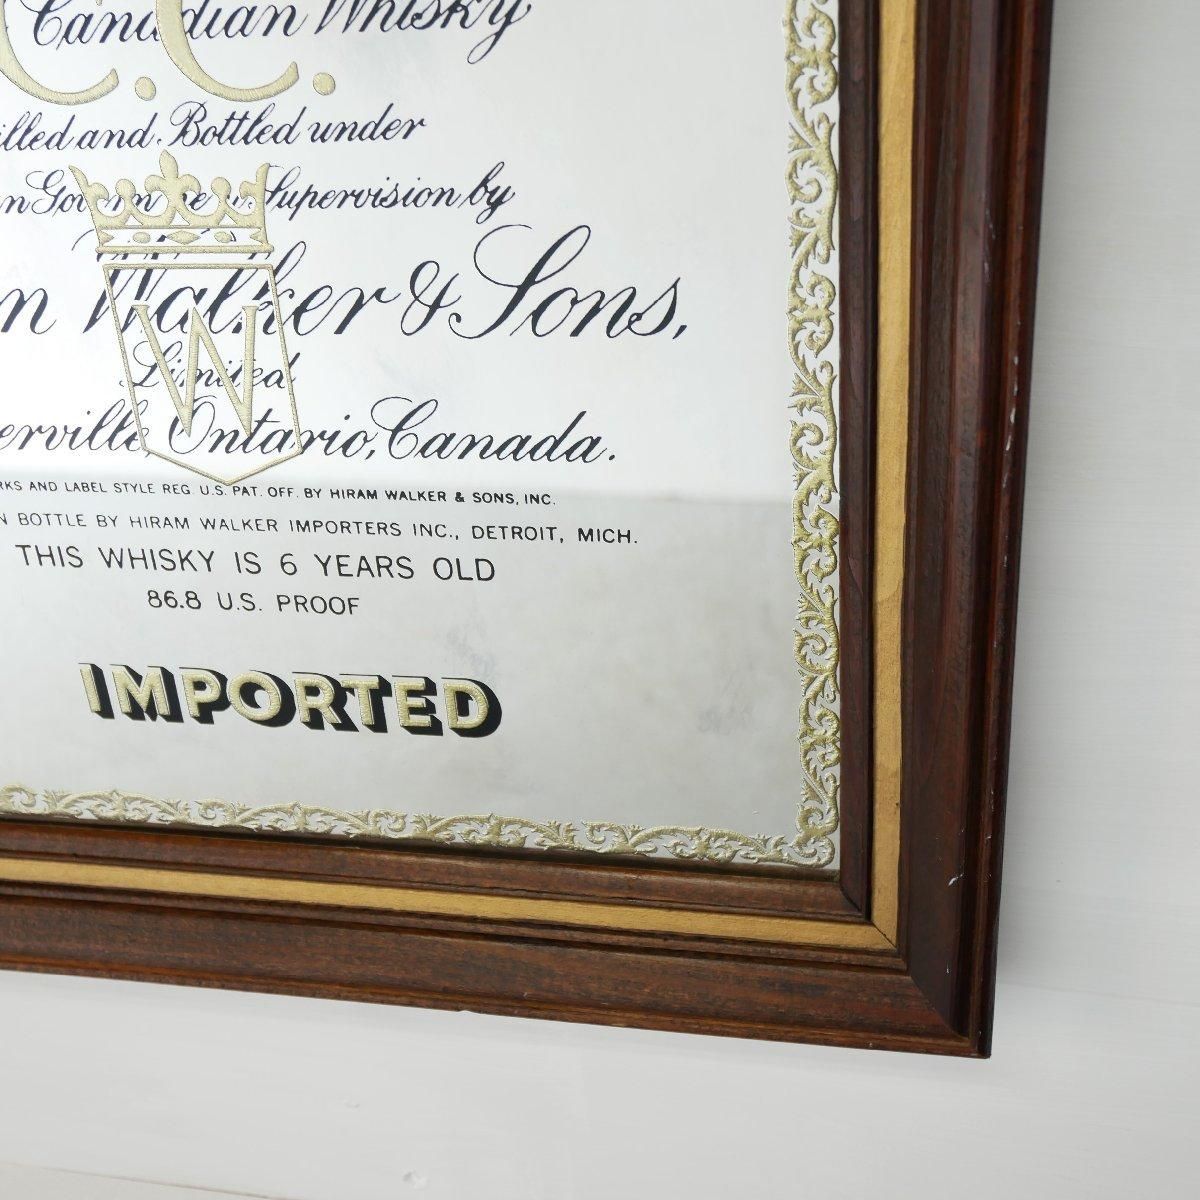 Canadian Whisky
C.C.
and Bottled under
Supervision by
Walker & Sons,
W
Limited
Ontario, Canada.
AND LABEL STYLE REG. U.S. PAT. OFF. BY HIRAM WALKER & SONS, INC.
BOTTLE BY HIRAM WALKER IMPORTERS INC., DETROIT, MICH.
THIS WHISKY IS 6 YEARS OLD
86.8 U.S. PROOF
IMPORTED